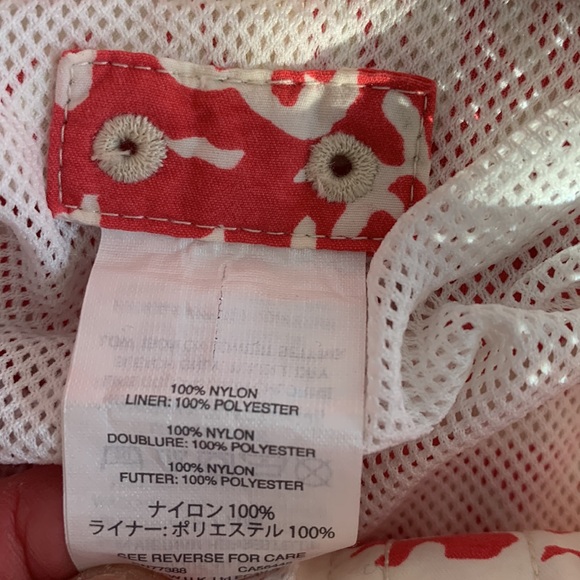 100% NYLON
LINER: 100% POLYESTER
100% NYLON
DOUBLURE: 100% POLYESTER
100% NYLON
FUTTER: 100% POLYESTER
ナイロン 100%
ライナー: ポリエステル 100%
SEE REVERSE FOR CARE